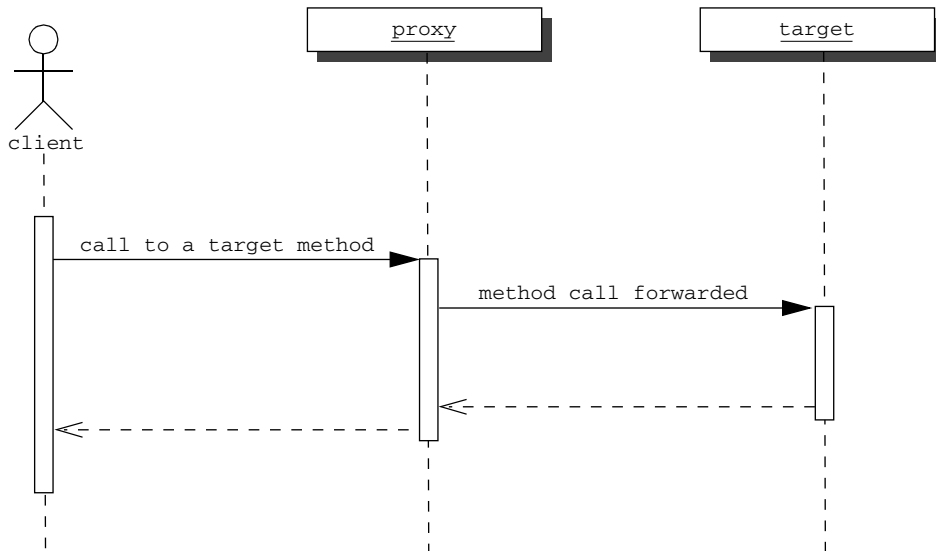 proxy
target
client
call to a target method
method call forwarded